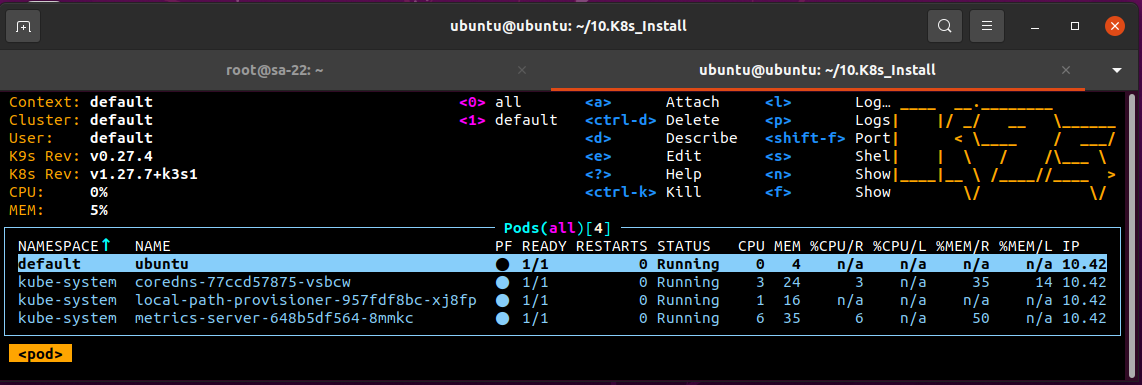 ubuntu@ubuntu: ~/10.K8s_Install
root@sa-22: ~ × ubuntu@ubuntu: ~/10.K8s_Install ×
Context: default <0> all <a> Attach <l> Log…
Cluster: default <1> default <ctrl-d> Delete <p> Logs
User: default <d> Describe <shift-f> Port
K9s Rev: v0.27.4 <e> Edit <s> Shel
K8s Rev: v1.27.7+k3s1 <?> Help <n> Show
CPU: 0% <ctrl-k> Kill <f> Show
MEM: 5%
Pods(all)[4]
NAMESPACE↑ NAME PF READY RESTARTS STATUS CPU MEM %CPU/R %CPU/L %MEM/R %MEM/L IP
default ubuntu ● 1/1 0 Running 0 4 n/a n/a n/a n/a 10.42
kube-system coredns-77ccd57875-vsbcw ● 1/1 0 Running 3 24 3 n/a 35 14 10.42
kube-system local-path-provisioner-957fdf8bc-xj8fp ● 1/1 0 Running 1 16 n/a n/a n/a n/a 10.42
kube-system metrics-server-648b5df564-8mmkc ● 1/1 0 Running 6 35 6 n/a 50 n/a 10.42
<pod>